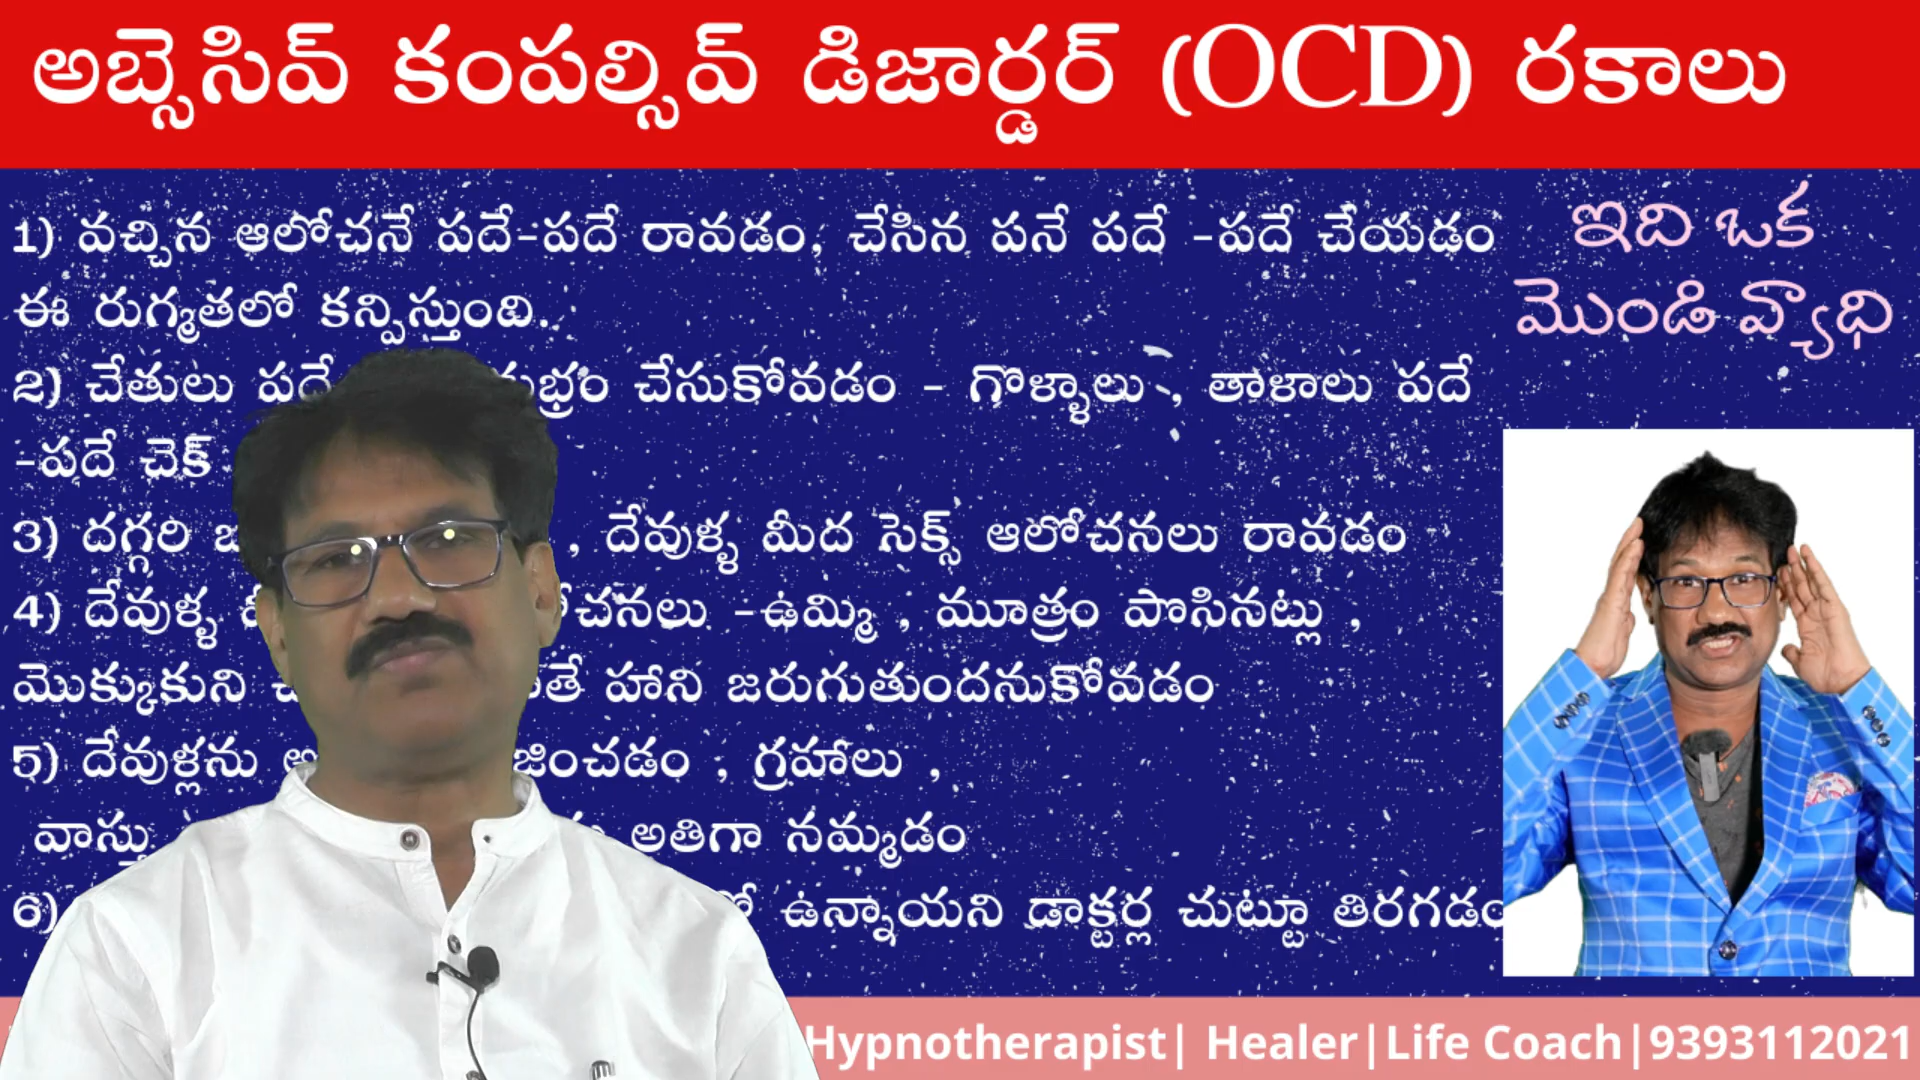 అబ్సెసివ్ కంపల్సివ్ డిజార్డర్ (OCD) రకాలు
1) వచ్చిన ఆలోచనే పదే-పదే రావడం, చేసిన పనే పదే -పదే చేయడం
ఈ రుగ్మతలో కన్పిస్తుంది.
2) చేతులు పదే చేసుకోవడం - గొళ్ళాలు , తాళాలు పదే
-పదే చెక్
3) దగ్గరి , దేవుళ్ళ మీద సెక్స్ ఆలోచనలు రావడం
4) దేవుళ్ళ -ఉమ్మి , మూత్రం పొసినట్లు ,
మొక్కుకుని హాని జరుగుతుందనుకోవడం
5) దేవుళ్లను , గ్రహాలు ,
వాస్తు అతిగా నమ్మడం
6) ఉన్నాయని డాక్టర్ల చుట్టూ తిరగడం
ఇది ఒక
మొండి వ్యాధి
Hypnotherapist| Healer|Life Coach|9393112021